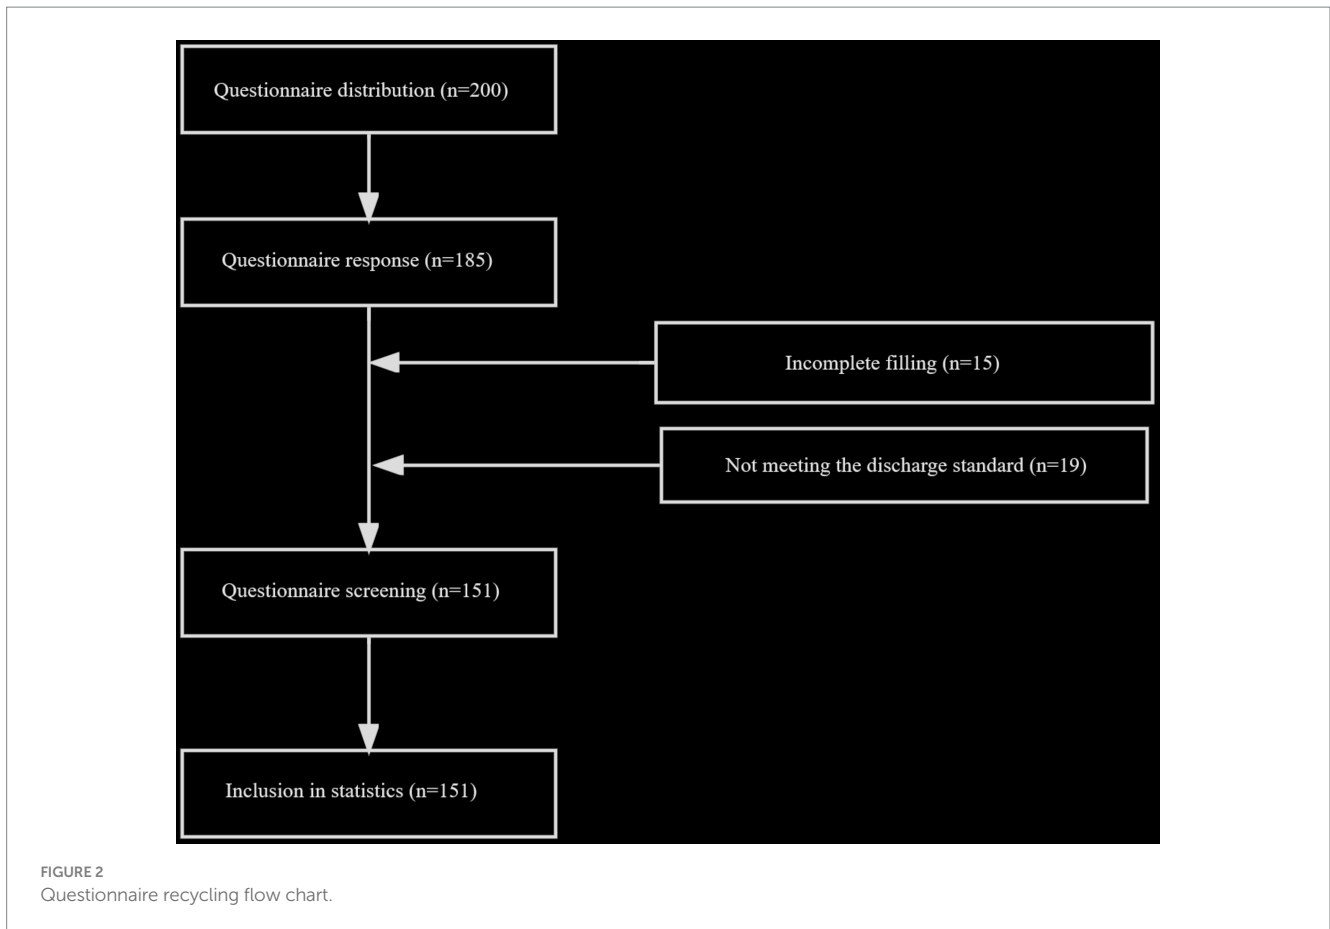 Questionnaire distribution (n=200)
Questionnaire response (n=185)
Incomplete filling (n=15)
Not meeting the discharge standard (n=19)
Questionnaire screening (n=151)
Inclusion in statistics (n=151)
FIGURE 2
Questionnaire recycling flow chart.